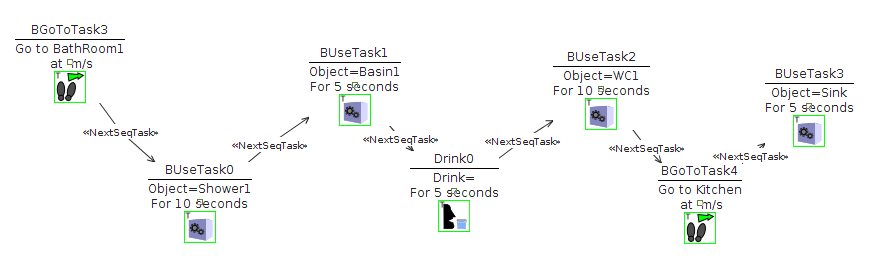 BGoToTask3
Go to BathRoom1
at m/s
«NextSeqTask»
BUseTask0
Object=Shower1
For 10 seconds
«NextSeqTask»
BUseTask1
Object=Basin1
For 5 seconds
«NextSeqTask»
Drink0
Drink=
For 5 seconds
«NextSeqTask»
BUseTask2
Object=WC1
For 10 seconds
«NextSeqTask»
BGoToTask4
Go to Kitchen
at m/s
«NextSeqTask»
BUseTask3
Object=Sink
For 5 seconds